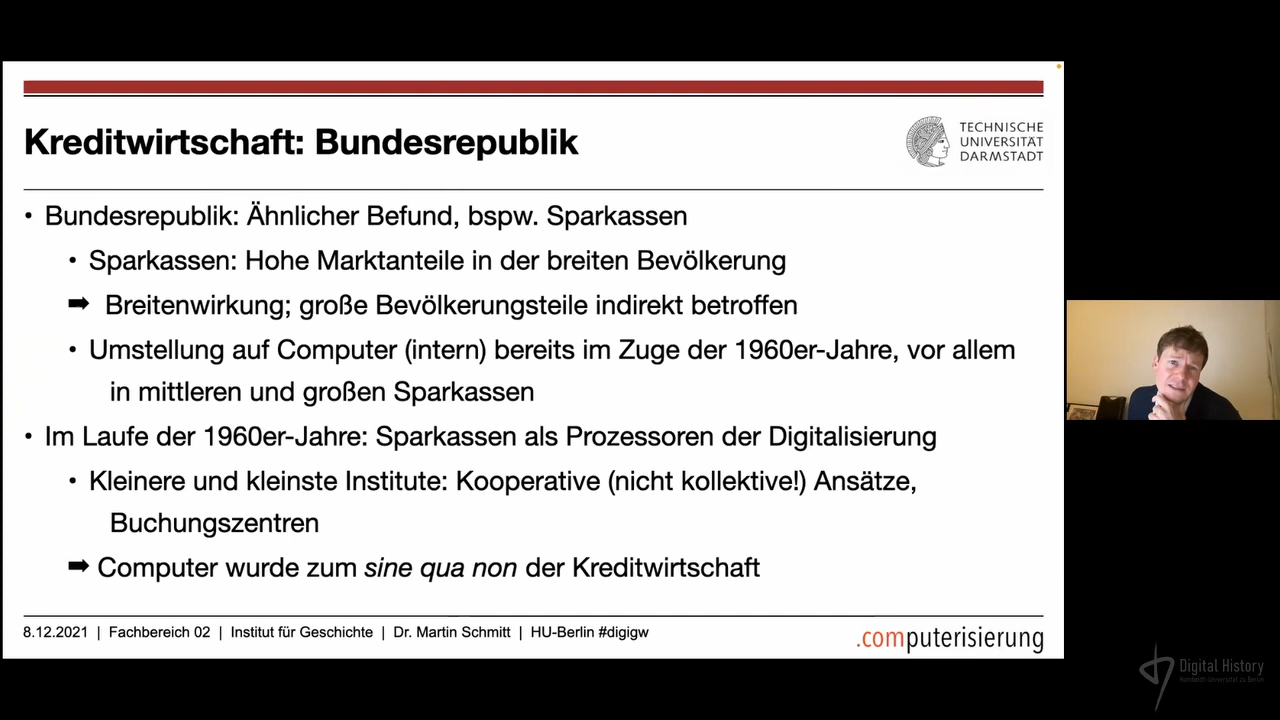 Kreditwirtschaft: Bundesrepublik
TECHNISCHE
UNIVERSITÄT
DARMSTADT
• Bundesrepublik: Ähnlicher Befund, bspw. Sparkassen
• Sparkassen: Hohe Marktanteile in der breiten Bevölkerung
➡ Breitenwirkung; große Bevölkerungsteile indirekt betroffen
• Umstellung auf Computer (intern) bereits im Zuge der 1960er-Jahre, vor allem
in mittleren und großen Sparkassen
• Im Laufe der 1960er-Jahre: Sparkassen als Prozessoren der Digitalisierung
• Kleinere und kleinste Institute: Kooperative (nicht kollektive!) Ansätze,
Buchungszentren
➡ Computer wurde zum sine qua non der Kreditwirtschaft
8.12.2021 | Fachbereich 02 | Institut für Geschichte | Dr. Martin Schmitt | HU-Berlin #digigw
.computerisierung
Digital History
Humboldt-Universität zu Berlin